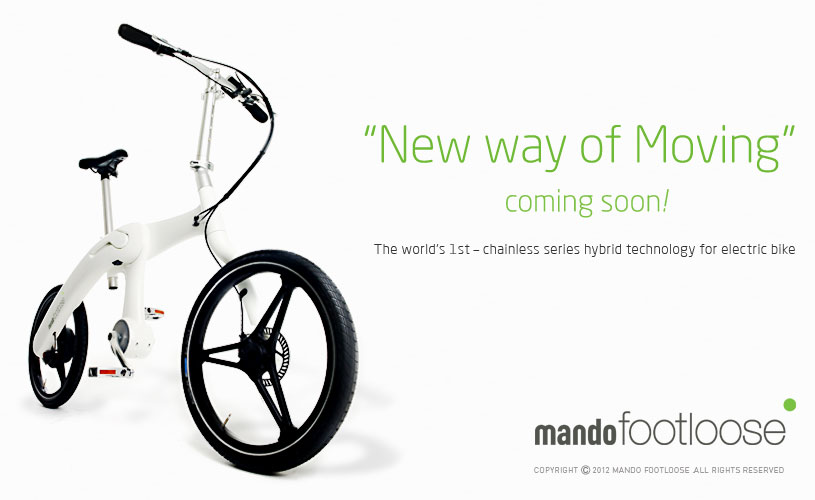 “New way of Moving”
coming soon!
The world's 1st – chainless series hybrid technology for electric bike
mandofootloose
COPYRIGHT © 2012 MANDO FOOTLOOSE .ALL RIGHTS RESERVED